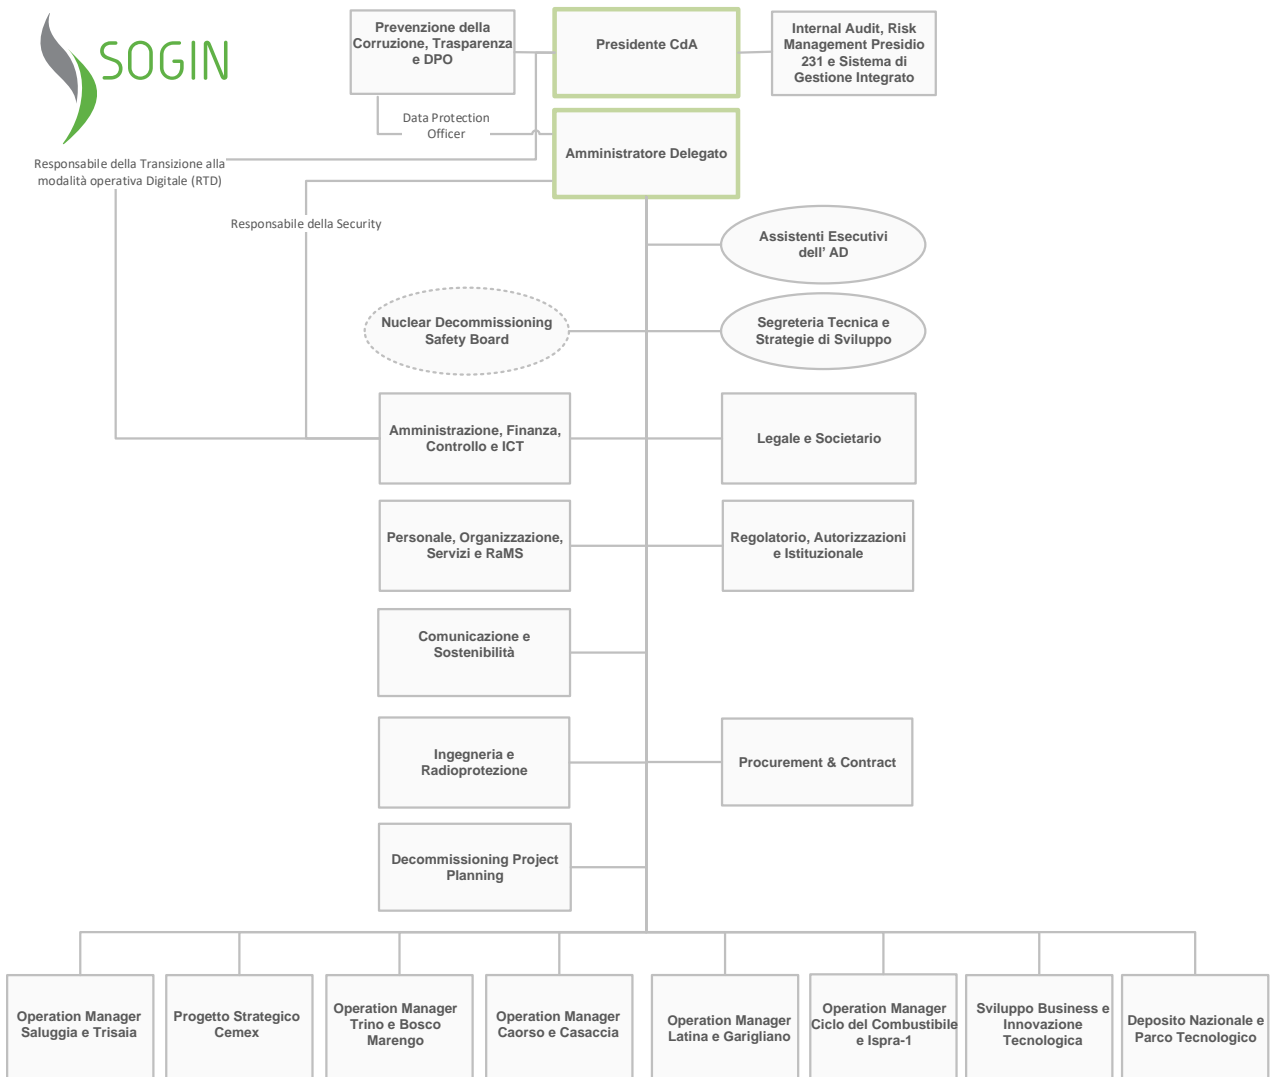 SOGIN
Prevenzione della
Corruzione, Trasparenza
e DPO
Presidente CdA
Internal Audit, Risk
Management Presidio
231 e Sistema di
Gestione Integrato
Data Protection
Officer
Amministratore Delegato
Responsabile della Transizione alla
modalità operativa Digitale (RTD)
Responsabile della Security
Assistenti Esecutivi
dell' AD
Nuclear Decommissioning
Safety Board
Segreteria Tecnica e
Strategie di Sviluppo
Amministrazione, Finanza,
Controllo e ICT
Legale e Societario
Personale, Organizzazione,
Servizi e RaMS
Regolatorio, Autorizzazioni
e Istituzionale
Comunicazione e
Sostenibilità
Ingegneria e
Radioprotezione
Procurement & Contract
Decommissioning Project
Planning
Operation Manager
Saluggia e Trisaia
Progetto Strategico
Cemex
Operation Manager
Trino e Bosco
Marengo
Operation Manager
Caorso e Casaccia
Operation Manager
Latina e Garigliano
Operation Manager
Ciclo del Combustibile
e Ispra-1
Sviluppo Business e
Innovazione
Tecnologica
Deposito Nazionale e
Parco Tecnologico